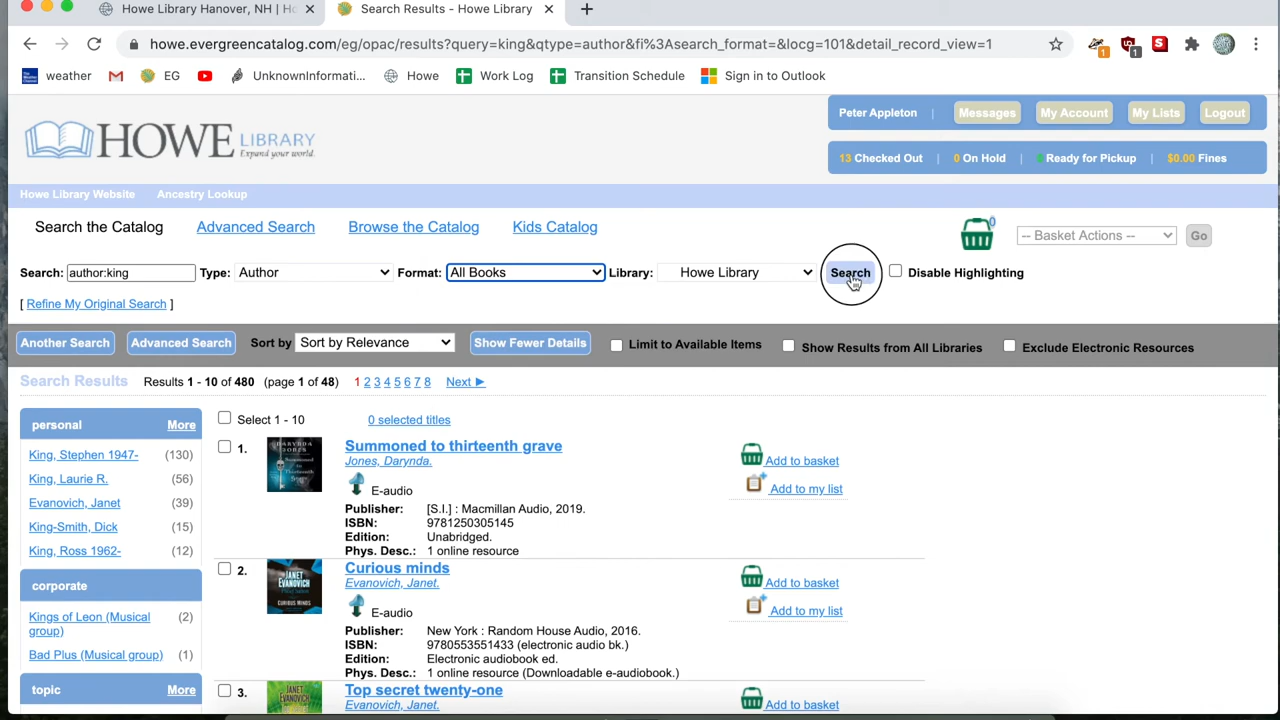 Howe Library Hanover, NH | Ho
Search Results - Howe Library
howe.evergreencatalog.com/eg/opac/results?query=king&qtype=author&fi%3Asearch_format=&locg=101&detail_record_view=1
weather EG UnknownInformati... Howe Work Log Transition Schedule Sign in to Outlook
HOWE LIBRARY
Expand your world.
Peter Appleton | Messages My Account My Lists Logout
13 Checked Out | 0 On Hold | Ready for Pickup | $0.00 Fines
Howe Library Website Ancestry Lookup
Search the Catalog Advanced Search Browse the Catalog Kids Catalog
0 -- Basket Actions -- Go
Search: author:king Type: Author Format: All Books Library: Howe Library Search Disable Highlighting
[ Refine My Original Search ]
Another Search Advanced Search Sort by Sort by Relevance Show Fewer Details Limit to Available Items Show Results from All Libraries Exclude Electronic Resources
Search Results Results 1 - 10 of 480 (page 1 of 48) 1 2 3 4 5 6 7 8 Next ►
personal More
King, Stephen 1947- (130)
King, Laurie R. (56)
Evanovich, Janet (39)
King-Smith, Dick (15)
King, Ross 1962- (12)
corporate
Kings of Leon (Musical (2)
group)
Bad Plus (Musical group) (1)
topic More
Select 1 - 10 0 selected titles
1. Summoned to thirteenth grave
Jones, Darynda.
E-audio
Publisher: [S.I.] : Macmillan Audio, 2019.
ISBN: 9781250305145
Edition: Unabridged.
Phys. Desc.: 1 online resource
Add to basket
Add to my list
2. Curious minds
Evanovich, Janet.
E-audio
Publisher: New York : Random House Audio, 2016.
ISBN: 9780553551433 (electronic audio bk.)
Edition: Electronic audiobook ed.
Phys. Desc.: 1 online resource (Downloadable e-audiobook.)
Add to basket
Add to my list
3. Top secret twenty-one
Evanovich, Janet.
Add to basket